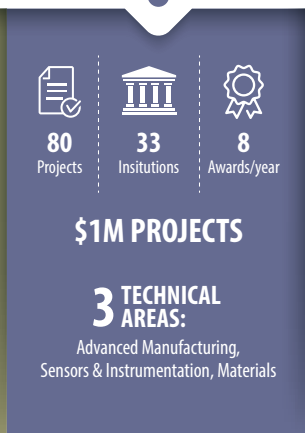 80
Projects
33
Insitutions
8
Awards/year
$1M PROJECTS
3 TECHNICAL
AREAS:
Advanced Manufacturing,
Sensors & Instrumentation, Materials